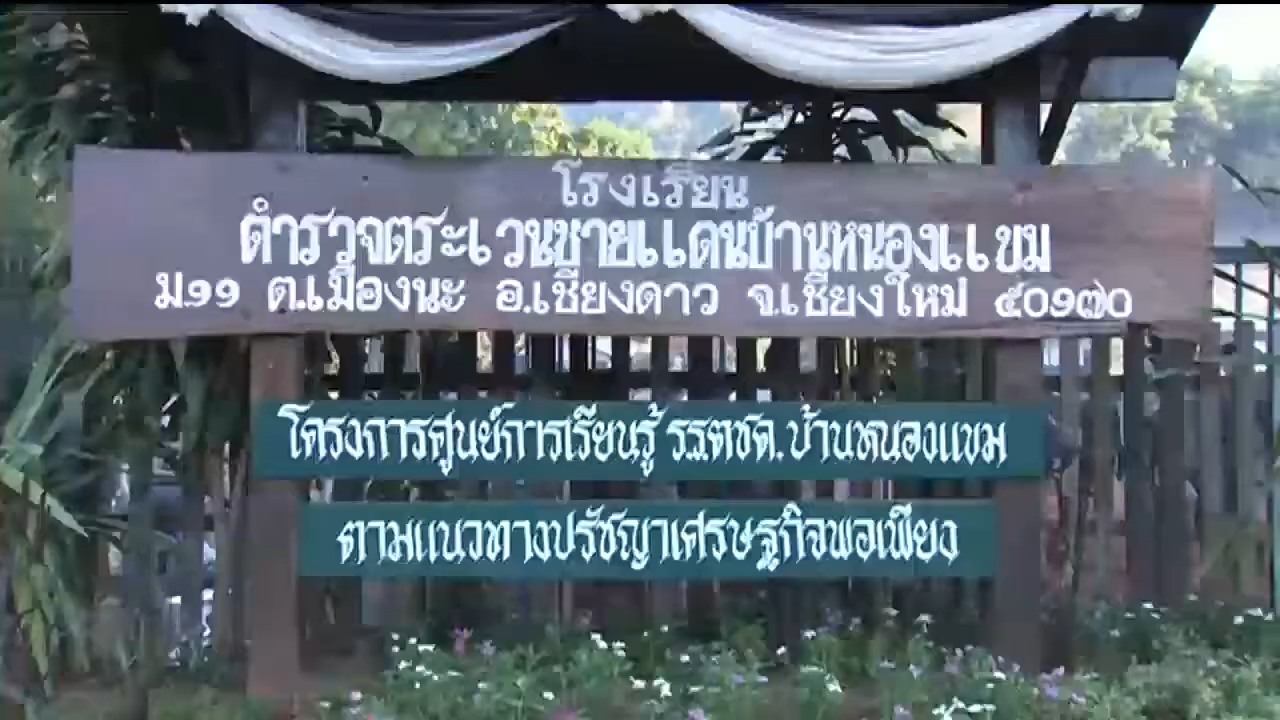 โรงเรียน
ตำรวจตระเวนชายแดนบ้านหนองแขม
ม.๑๑ ต.เมืองนะ อ.เชียงดาว จ.เชียงใหม่ ๕๐๑๗๐
โครงการศูนย์การเรียนรู้ ร.ร.ตชด.บ้านหนองแขม
ตามแนวทางปรัชญาเศรษฐกิจพอเพียง